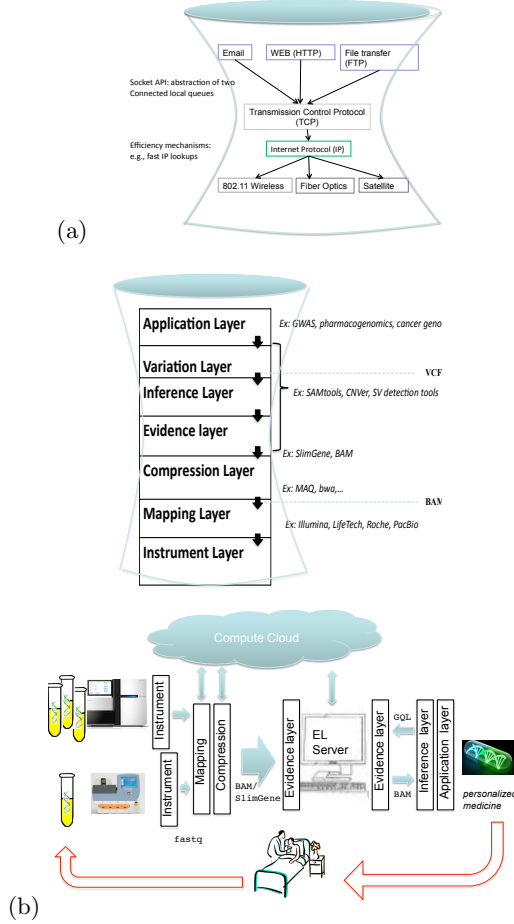 Email
WEB (HTTP)
File transfer
(FTP)
Socket API: abstraction of two
Connected local queues
Transmission Control Protocol
(TCP)
Efficiency mechanisms:
e.g., fast IP lookups
Internet Protocol (IP)
802.11 Wireless
Fiber Optics
Satellite
(a)
Application Layer
Ex: GWAS, pharmacogenomics, cancer geno
Variation Layer
VCF
Inference Layer
Ex: SAMtools, CNVer, SV detection tools
Evidence layer
Ex: SlimGene, BAM
Compression Layer
Ex: MAQ, bwa,...
BAM
Mapping Layer
Ex: Illumina, LifeTech, Roche, PacBio
Instrument Layer
Compute Cloud
Instrument
Instrument
Mapping
Compression
BAM/
SlimGene
fastq
Evidence layer
EL
Server
Evidence layer
GQL
BAM
Inference layer
Application layer
personalized
medicine
(b)